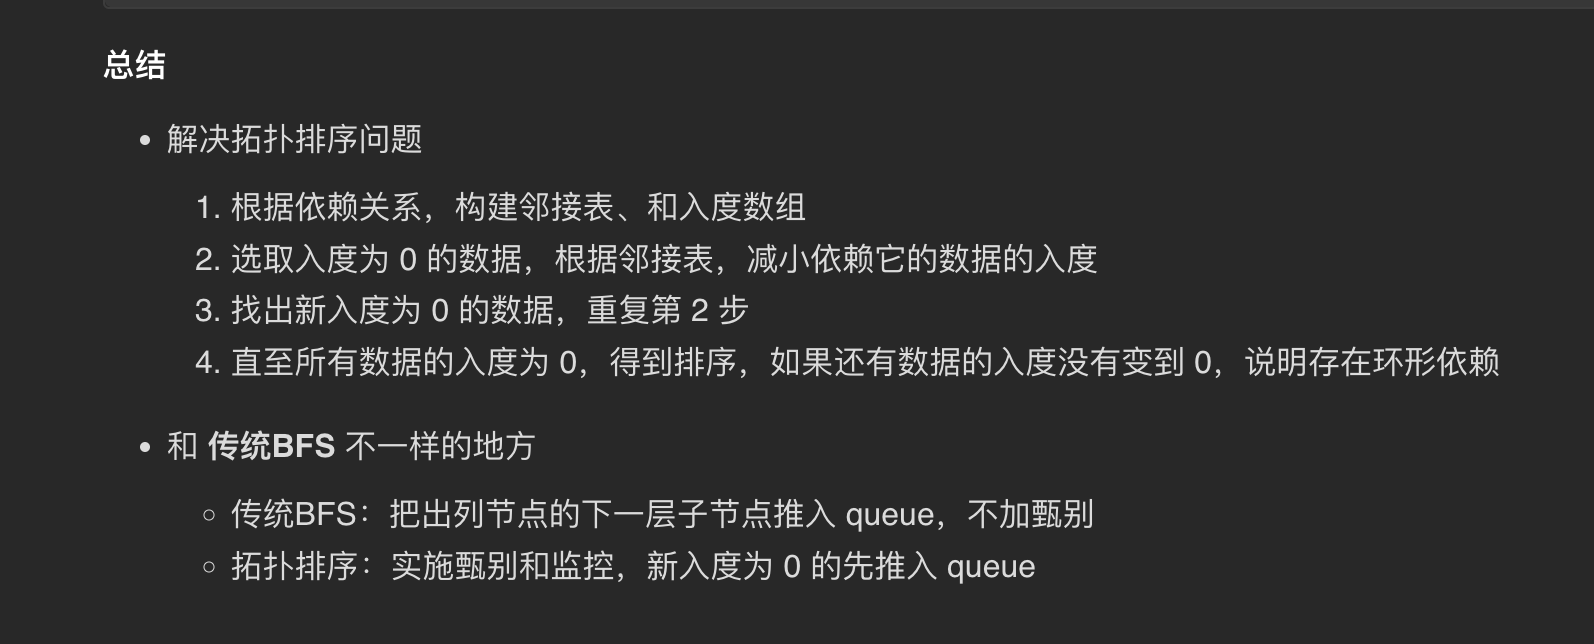 总结
• 解决拓扑排序问题
1. 根据依赖关系，构建邻接表、和入度数组
2. 选取入度为 0 的数据，根据邻接表，减小依赖它的数据的入度
3. 找出新入度为 0 的数据，重复第 2 步
4. 直至所有数据的入度为 0，得到排序，如果还有数据的入度没有变到 0，说明存在环形依赖
• 和 传统BFS 不一样的地方
○ 传统BFS：把出列节点的下一层子节点推入 queue，不加甄别
○ 拓扑排序：实施甄别和监控，新入度为 0 的先推入 queue